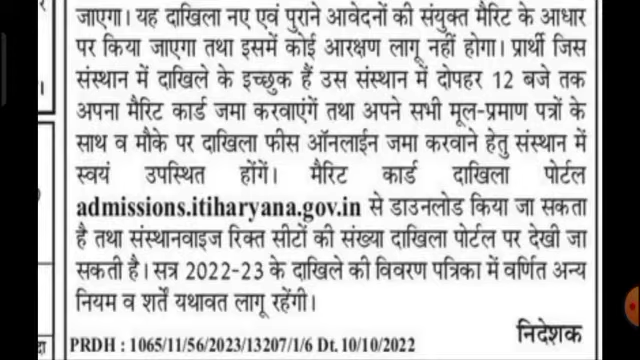 जाएगा। यह दाखिला नए एवं पुराने आवेदनों की संयुक्त मैरिट के आधार
पर किया जाएगा तथा इसमें कोई आरक्षण लागू नहीं होगा। प्रार्थी जिस
संस्थान में दाखिले के इच्छुक हैं उस संस्थान में दोपहर 12 बजे तक
अपना मैरिट कार्ड जमा करवाएंगें तथा अपने सभी मूल-प्रमाण पत्रों के
साथ व मौके पर दाखिला फीस ऑनलाईन जमा करवाने हेतु संस्थान में
स्वयं उपस्थित होंगें। मैरिट कार्ड दाखिला पोर्टल
admissions.itiharyana.gov.in से डाउनलोड किया जा सकता
है तथा संस्थानवाइज रिक्त सीटों की संख्या दाखिला पोर्टल पर देखी जा
सकती है। सत्र 2022-23 के दाखिले की विवरण पत्रिका में वर्णित अन्य
नियम व शर्तें यथावत लागू रहेंगी।
निदेशक
PRDH : 1065/11/56/2023/13207/1/6 Dt. 10/10/2022